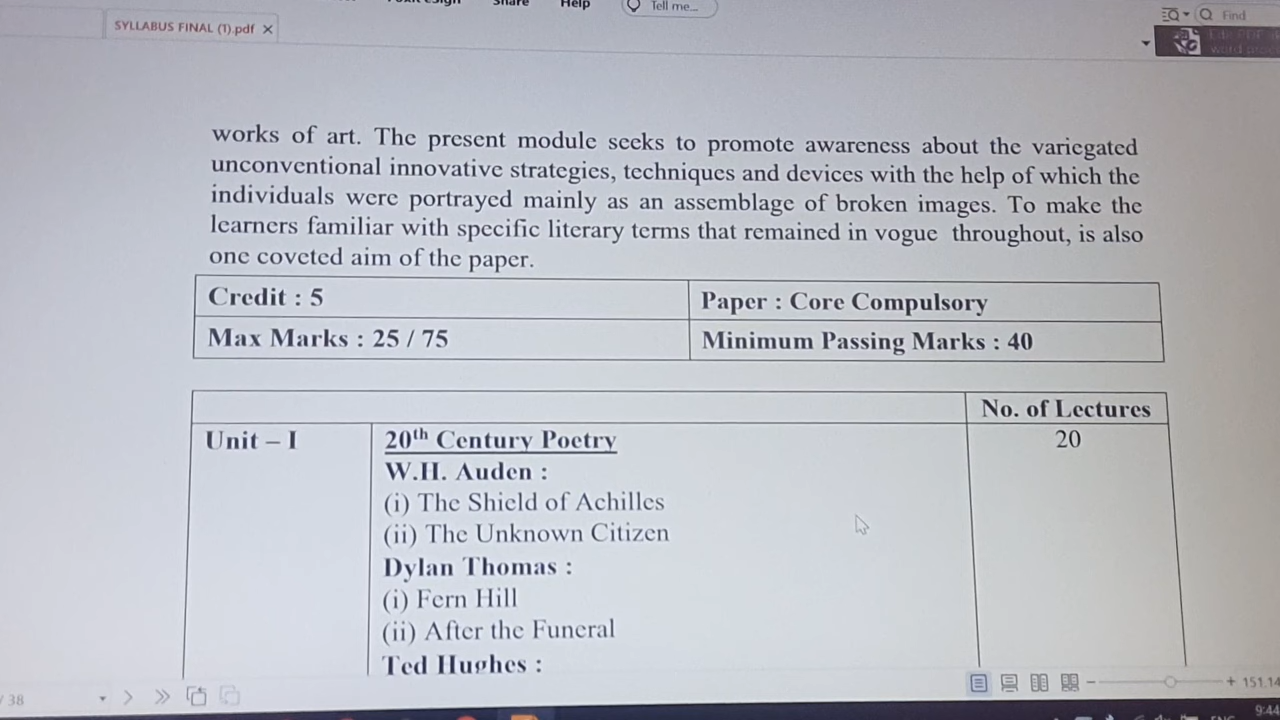 Share
Help
Tell me...
SYLLABUS FINAL (1).pdf
Find
works of art. The present module seeks to promote awareness about the variegated
unconventional innovative strategies, techniques and devices with the help of which the
individuals were portrayed mainly as an assemblage of broken images. To make the
learners familiar with specific literary terms that remained in vogue throughout, is also
one coveted aim of the paper.
Credit : 5
Paper : Core Compulsory
Max Marks : 25 / 75
Minimum Passing Marks : 40
No. of Lectures
Unit – I
20th Century Poetry
20
W.H. Auden :
(i) The Shield of Achilles
(ii) The Unknown Citizen
Dylan Thomas :
(i) Fern Hill
(ii) After the Funeral
Ted Hughes :
/ 38
151.14
9:44